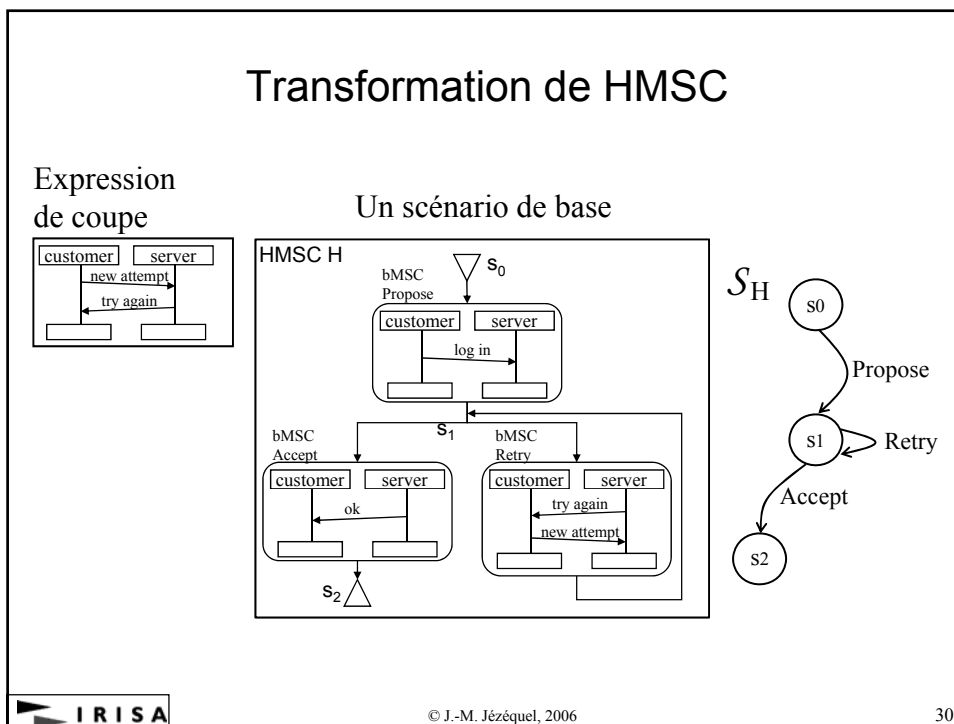 Transformation de HMSC
Expression
de coupe
customer server
new attempt
try again
Un scénario de base
HMSC H
s0
bMSC
Propose
customer server
log in
s1
bMSC
Accept
customer server
ok
s2
bMSC
Retry
customer server
try again
new attempt
SH
s0
Propose
s1
Retry
Accept
s2
IRISA
© J.-M. Jézéquel, 2006
30